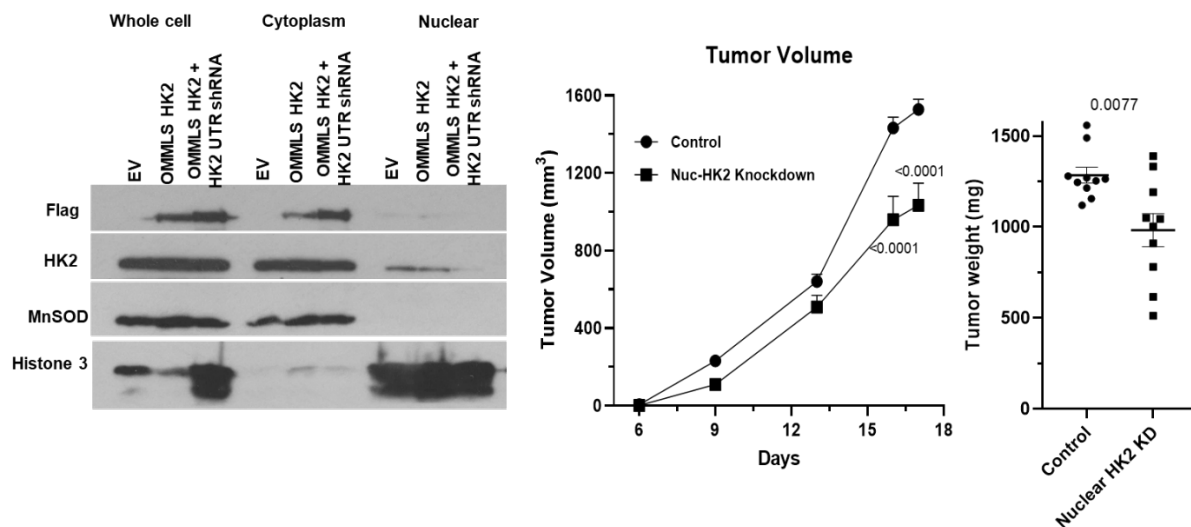 Whole cell
Cytoplasm
Nuclear
EV
OMMLS HK2
OMMLS HK2 +
HK2 UTR shRNA
EV
OMMLS HK2
OMMLS HK2 +
HK2 UTR shRNA
EV
OMMLS HK2
OMMLS HK2 +
HK2 UTR shRNA
Flag
HK2
MnSOD
Histone 3
Tumor Volume
Tumor Volume (mm3)
1600
1200
800
400
0
Control
Nuc-HK2 Knockdown
<0.0001
<0.0001
6
9
12
15
18
Days
0.0077
Tumor weight (mg)
1500
1000
500
0
Control
Nuclear HK2 KD